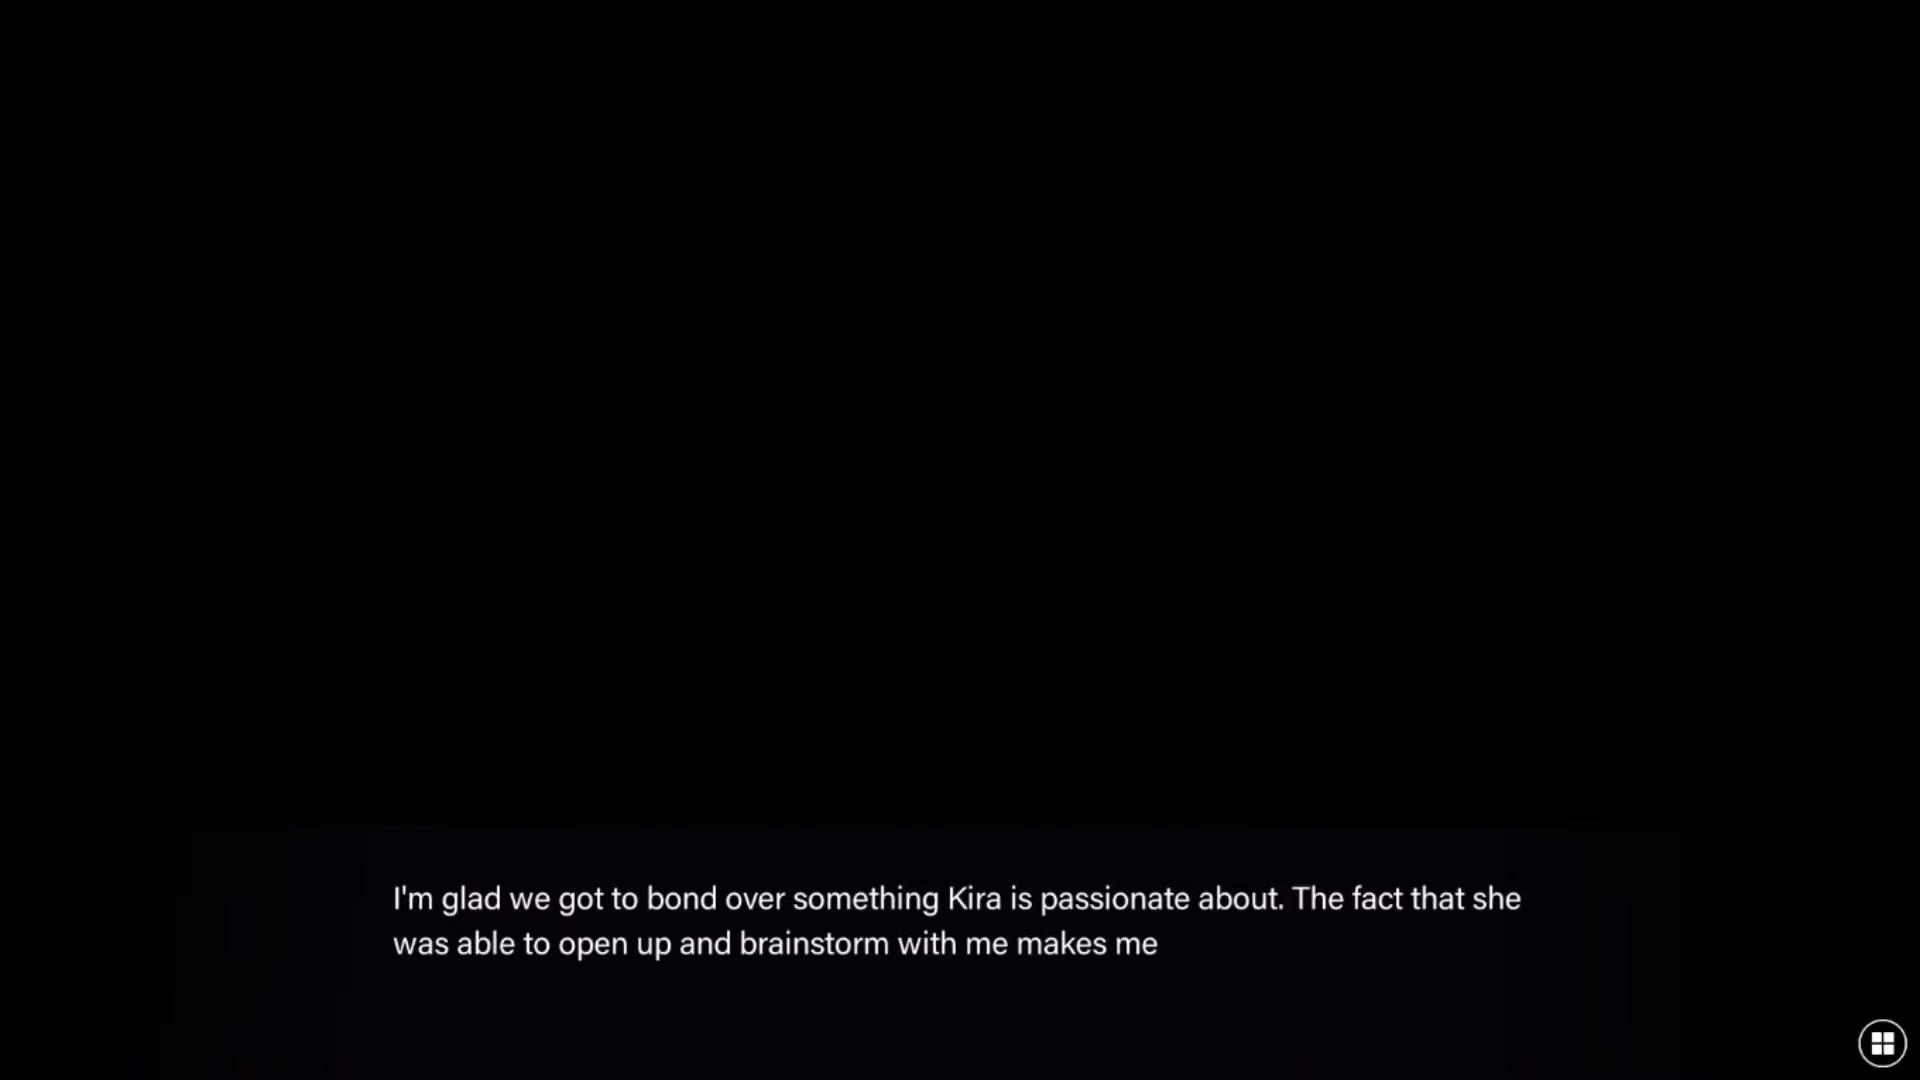 I'm glad we got to bond over something Kira is passionate about. The fact that she
was able to open up and brainstorm with me makes me